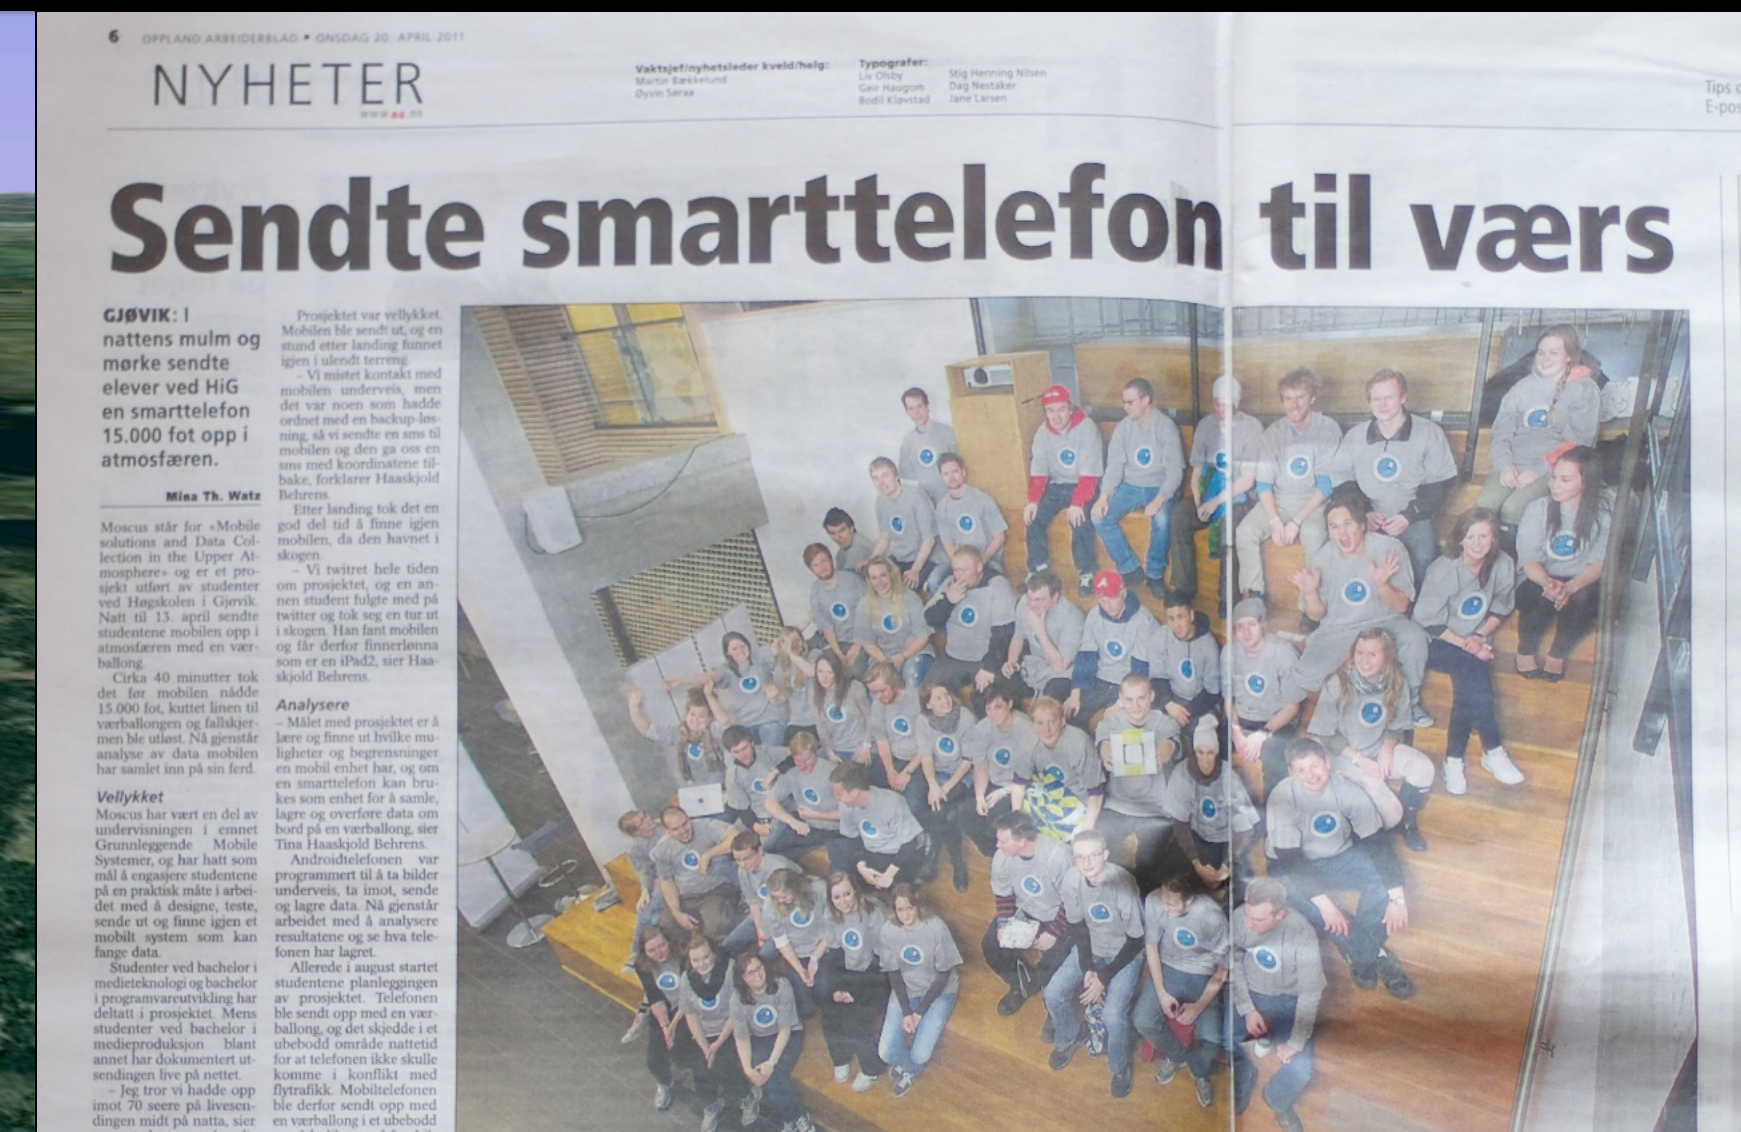 6 OPPLAND ARBEIDERBLAD • ONSDAG 20. APRIL 2011
NYHETER
www.oa.no
Vaktsjef/nyhetsleder kveld/helg:
Martin Bækkelund
Øyvin Søraa
Typografer:
Liv Olsby
Geir Haugom
Bodil Kløvstad
Stig Henning Nilsen
Dag Nestaker
Jane Larsen
Tips
E-pos
Sendte smarttelefon til værs
GJØVIK: I
nattens mulm og
mørke sendte
elever ved HiG
en smarttelefon
15.000 fot opp i
atmosfæren.
Mina Th. Watz
Moscus står for «Mobile
solutions and Data Col-
lection in the Upper At-
mosphere» og er et pro-
sjekt utført av studenter
ved Høgskolen i Gjøvik.
Natt til 13. april sendte
studentene mobilen opp i
atmosfæren med en vær-
ballong.
Cirka 40 minutter tok
det før mobilen nådde
15.000 fot, kuttet linen til
værballongen og fallskjer-
men ble utløst. Nå gjenstår
analyse av data mobilen
har samlet inn på sin ferd.
Vellykket
Moscus har vært en del av
undervisningen i emnet
Grunnleggende Mobile
Systemer, og har hatt som
mål å engasjere studentene
på en praktisk måte i arbei-
det med å designe, teste,
sende ut og finne igjen et
mobilt system som kan
fange data.
Studenter ved bachelor i
medieteknologi og bachelor
i programvareutvikling har
deltatt i prosjektet. Mens
studenter ved bachelor i
medieproduksjon blant
annet har dokumentert ut-
sendingen live på nettet.
– Jeg tror vi hadde opp
imot 70 seere på livesen-
dingen midt på natta, sier
Prosjektet var vellykket.
Mobilen ble sendt ut, og en
stund etter landing funnet
igjen i ulendt terreng.
– Vi mistet kontakt med
mobilen underveis, men
det var noen som hadde
ordnet med en backup-løs-
ning, så vi sendte en sms til
mobilen og den ga oss en
sms med koordinatene til-
bake, forklarer Haaskjold
Behrens.
Etter landing tok det en
god del tid å finne igjen
mobilen, da den havnet i
skogen.
– Vi twitret hele tiden
om prosjektet, og en an-
nen student fulgte med på
twitter og tok seg en tur ut
i skogen. Han fant mobilen
og får derfor finnerlønna
som er en iPad2, sier Haa-
skjold Behrens.
Analysere
– Målet med prosjektet er å
lære og finne ut hvilke mu-
ligheter og begrensninger
en mobil enhet har, og om
en smarttelefon kan bru-
kes som enhet for å samle,
lagre og overføre data om
bord på en værballong, sier
Tina Haaskjold Behrens.
Androidtelefonen var
programmert til å ta bilder
underveis, ta imot, sende
og lagre data. Nå gjenstår
arbeidet med å analysere
resultatene og se hva tele-
fonen har lagret.
Allerede i august startet
studentene planleggingen
av prosjektet. Telefonen
ble sendt opp med en vær-
ballong, og det skjedde i et
ubebodd område nattetid
for at telefonen ikke skulle
komme i konflikt med
flytrafikk. Mobiltelefonen
ble derfor sendt opp med
en værballong i et ubebodd